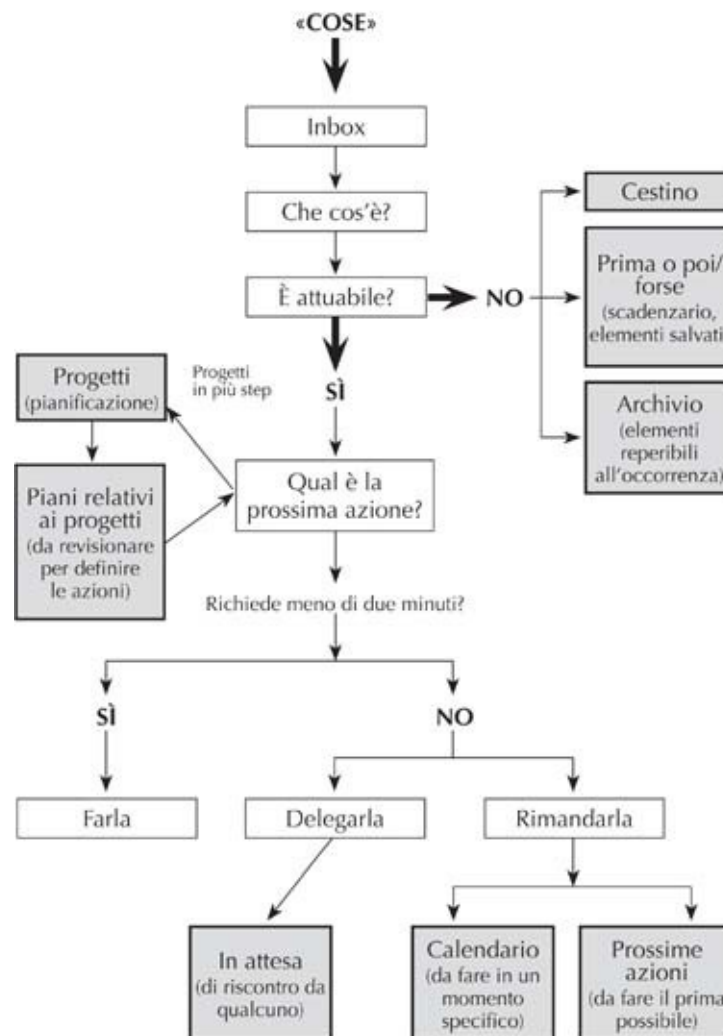 «COSE»
Inbox
Che cos'è?
È attuabile?
NO
Cestino
Prima o poi/
forse
(scadenzario,
elementi salvati
Archivio
(elementi
reperibili
all'occorrenza)
SÌ
Progetti
in più step
Progetti
(pianificazione)
Piani relativi
ai progetti
(da revisionare
per definire
le azioni)
Qual è la
prossima azione?
Richiede meno di due minuti?
SÌ
NO
Farla
Delegarla
Rimandarla
In attesa
(di riscontro da
qualcuno)
Calendario
(da fare in un
momento
specifico)
Prossime
azioni
(da fare il prima
possibile)